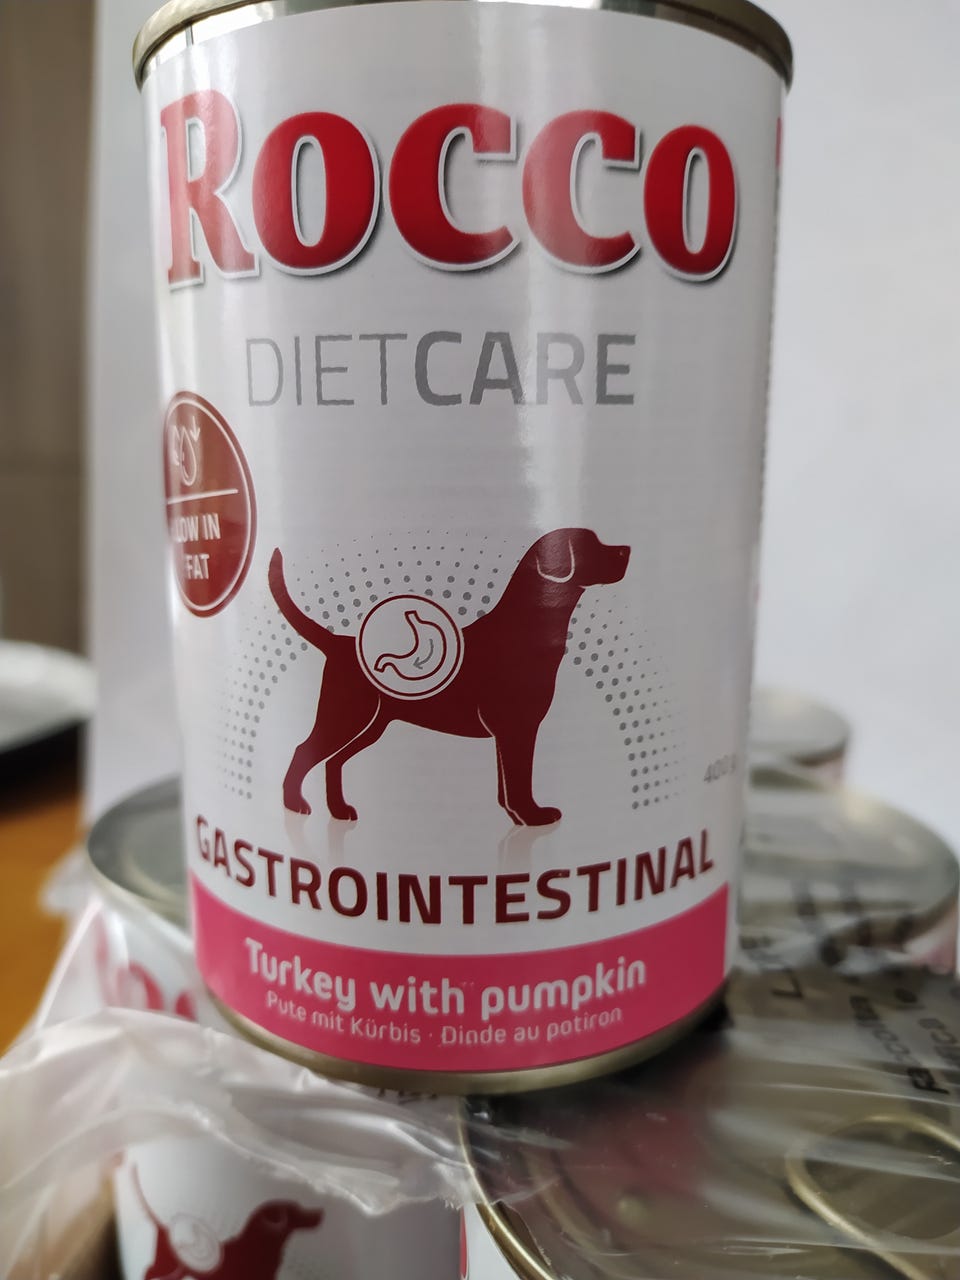 Rocco
DIETCARE
LOW IN
FAT
400 g
GASTROINTESTINAL
Turkey with pumpkin
Pute mit Kürbis · Dinde au potiron